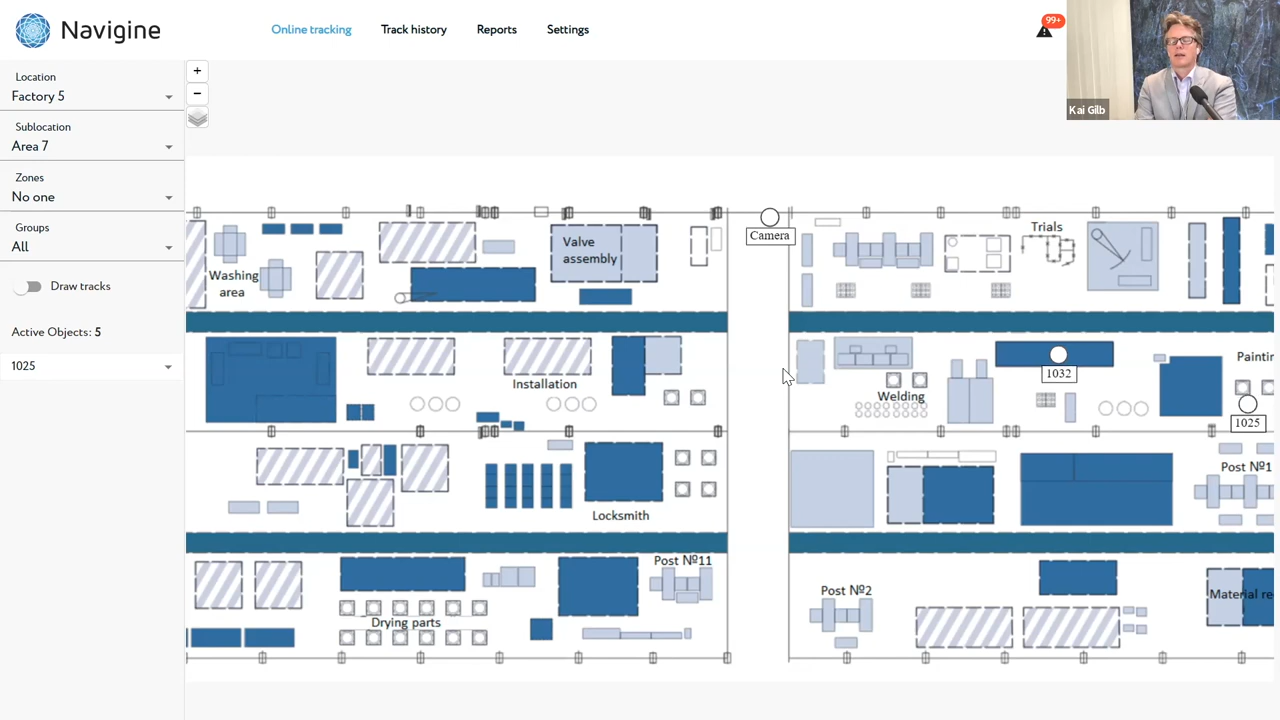 Navigine
Online tracking
Track history
Reports
Settings
99+
Kai Gilb
Location
Factory 5
Sublocation
Area 7
Zones
No one
Groups
All
Draw tracks
Active Objects: 5
1025
+
−
Washing
area
Valve
assembly
Camera
Trials
Installation
Welding
1032
Paintin
1025
Locksmith
Post №1
Post №11
Drying parts
Post №2
Material re